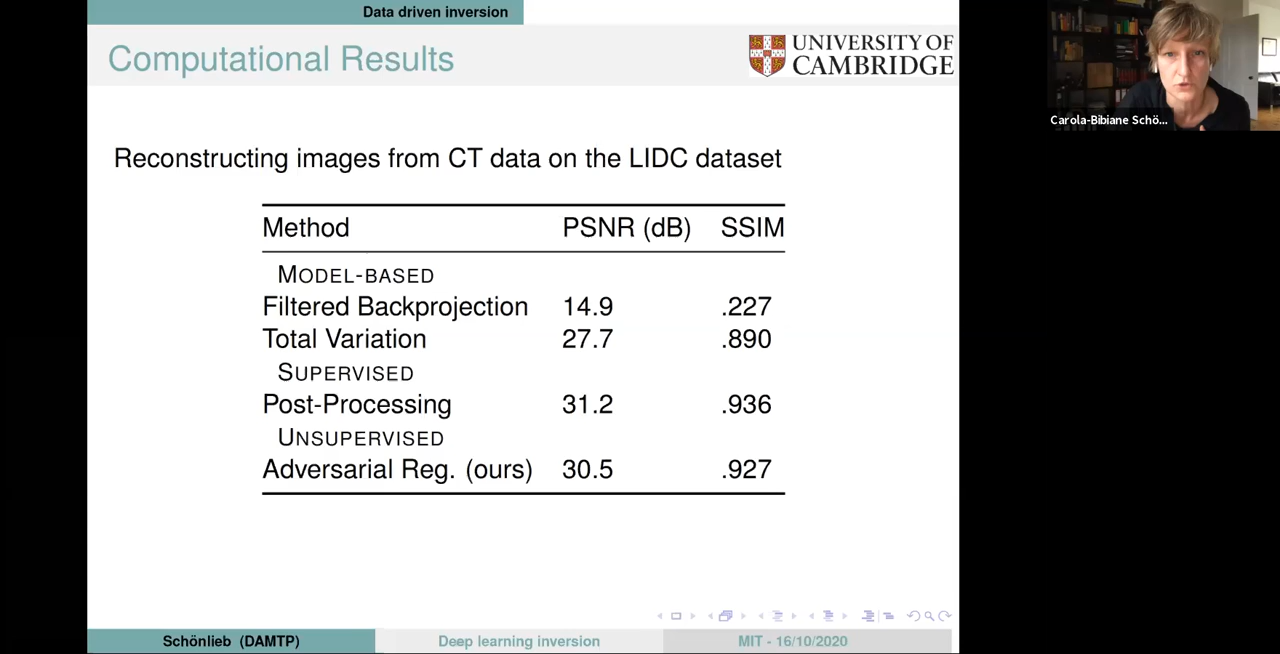 Data driven inversion
Computational Results
UNIVERSITY OF
CAMBRIDGE
Carola-Bibiane Schö...
Reconstructing images from CT data on the LIDC dataset
Method PSNR (dB) SSIM
MODEL-BASED
Filtered Backprojection 14.9 .227
Total Variation 27.7 .890
SUPERVISED
Post-Processing 31.2 .936
UNSUPERVISED
Adversarial Reg. (ours) 30.5 .927
Schönlieb (DAMTP) Deep learning inversion MIT - 16/10/2020